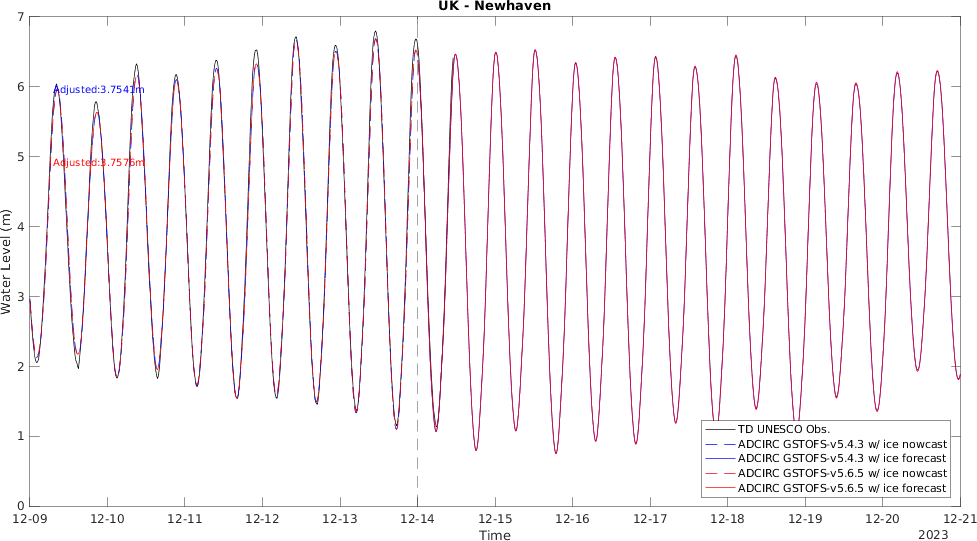 UK - Newhaven
7
6
5
4
3
2
1
0
Water Level (m)
Adjusted:3.7541m
Adjusted:3.7576m
TD UNESCO Obs.
ADCIRC GSTOFS-v5.4.3 w/ ice nowcast
ADCIRC GSTOFS-v5.4.3 w/ ice forecast
ADCIRC GSTOFS-v5.6.5 w/ ice nowcast
ADCIRC GSTOFS-v5.6.5 w/ ice forecast
12-09 12-10 12-11 12-12 12-13 12-14 12-15 12-16 12-17 12-18 12-19 12-20 12-21
Time
2023